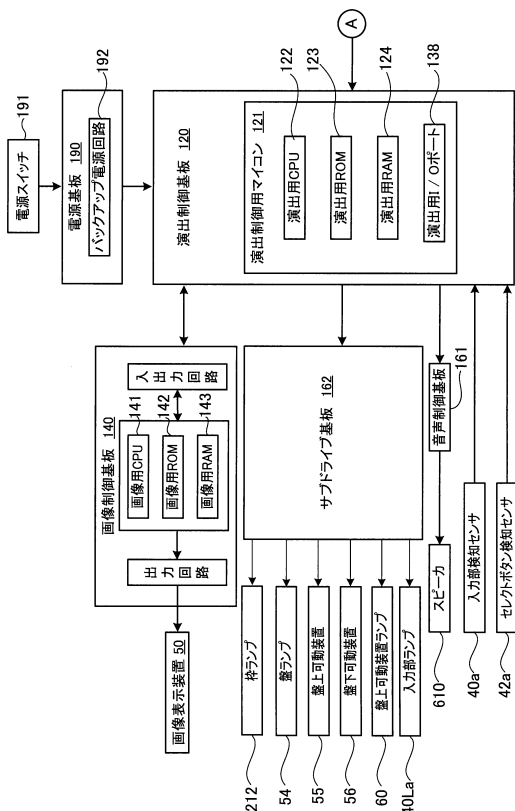 電源スイッチ
191
電源基板 190
バックアップ電源回路
192
演出制御基板 120
演出制御用マイコン 121
演出用CPU
122
演出用ROM
123
演出用RAM
124
演出用I/Oポート
138
A
画像制御基板 140
入出力回路
画像用CPU
141
画像用ROM
142
画像用RAM
143
出力回路
画像表示装置 50
サブドライブ基板 162
枠ランプ
212
盤ランプ
54
盤上可動装置
55
盤下可動装置
56
盤上可動装置ランプ
60
入力部ランプ
40La
音声制御基板
161
スピーカ
610
入力部検知センサ
40a
セレクトボタン検知センサ
42a